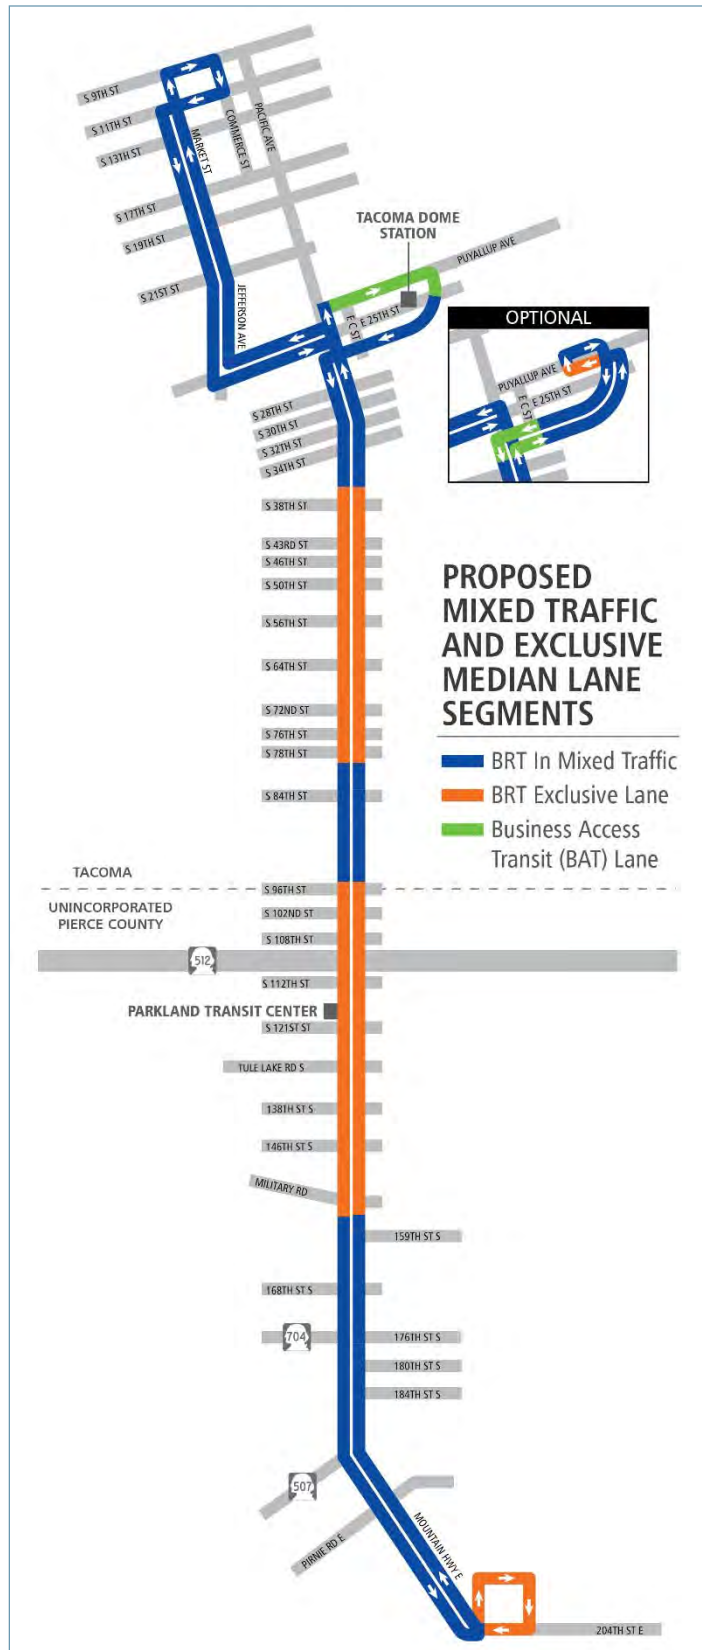 S 9TH ST
S 11TH ST
S 13TH ST
S 17TH ST
S 19TH ST
S 21ST ST
MARKET ST
COMMERCE ST
PACIFIC AVE
JEFFERSON AVE
TACOMA DOME
STATION
PUYALLUP AVE
E C ST
E 25TH ST
OPTIONAL
PUYALLUP AVE
E C ST
E 25TH ST
S 28TH ST
S 30TH ST
S 32TH ST
S 34TH ST
S 38TH ST
S 43RD ST
S 46TH ST
S 50TH ST
S 56TH ST
S 64TH ST
S 72ND ST
S 76TH ST
S 78TH ST
S 84TH ST
PROPOSED
MIXED TRAFFIC
AND EXCLUSIVE
MEDIAN LANE
SEGMENTS
BRT In Mixed Traffic
BRT Exclusive Lane
Business Access
Transit (BAT) Lane
TACOMA
S 96TH ST
UNINCORPORATED
PIERCE COUNTY
S 102ND ST
S 108TH ST
512
S 112TH ST
PARKLAND TRANSIT CENTER
S 121ST ST
TULE LAKE RD S
138TH ST S
146TH ST S
MILITARY RD
159TH ST S
168TH ST S
704
176TH ST S
180TH ST S
184TH ST S
507
PIRNIE RD E
MOUNTAIN HWY E
204TH ST E